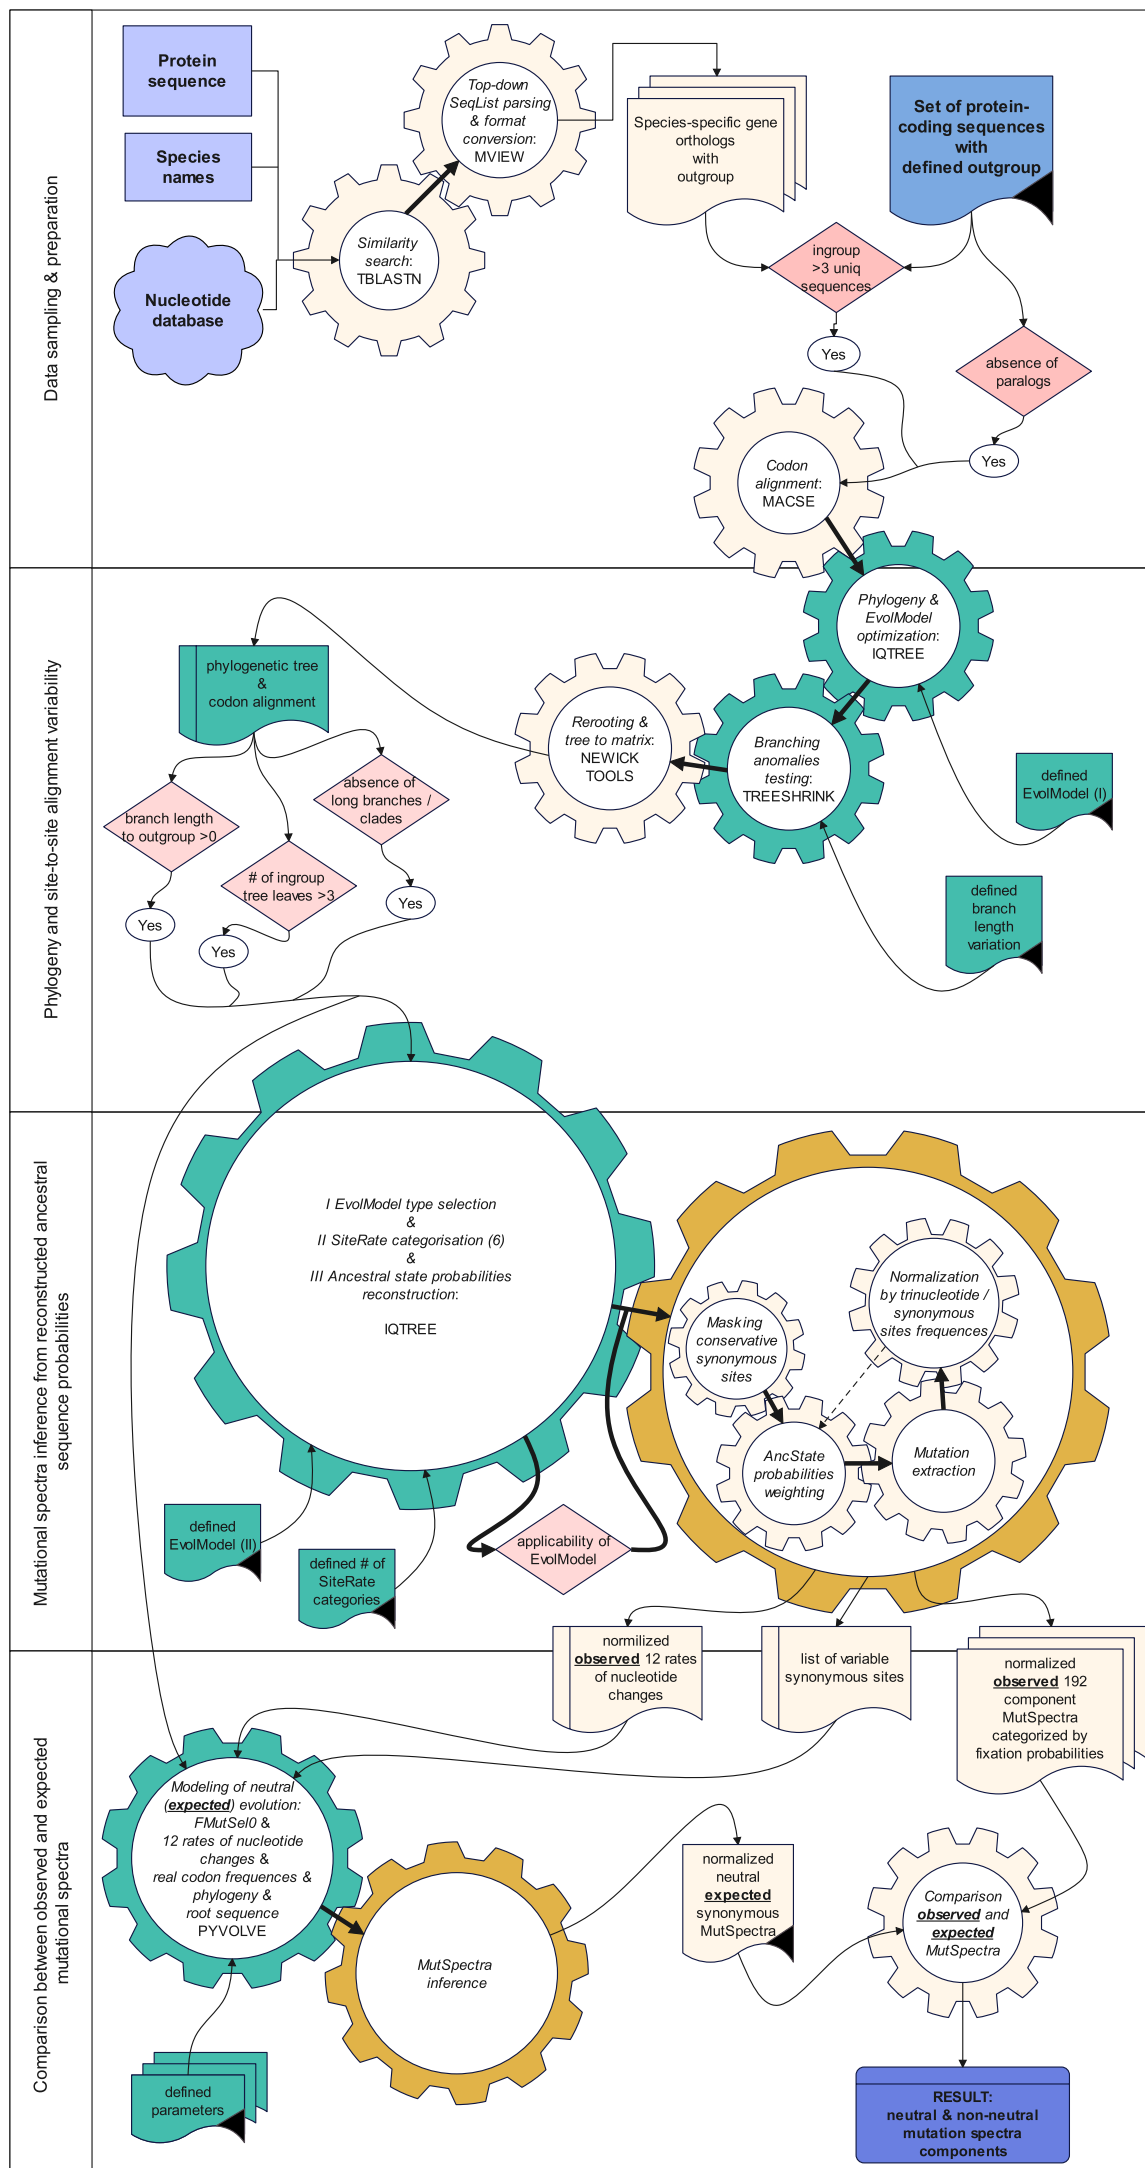 Data sampling & preparation
Protein
sequence
Species
names
Nucleotide
database
Similarity
search:
TBLASTN
Top-down
SeqList parsing
& format
conversion:
MVIEW
Species-specific gene
orthologs
with
outgroup
Set of protein-
coding sequences
with
defined outgroup
ingroup
>3 uniq
sequences
Yes
absence of
paralogs
Yes
Codon
alignment:
MACSE
Phylogeny and site-to-site alignment variability
Phylogeny &
EvolModel
optimization:
IQTREE
Branching
anomalies
testing:
TREESHRINK
Rerooting &
tree to matrix:
NEWICK
TOOLS
phylogenetic tree
&
codon alignment
defined
EvolModel (I)
defined
branch
length
variation
branch length
to outgroup >0
# of ingroup
tree leaves >3
absence of
long branches /
clades
Yes
Yes
Yes
Mutational spectra inference from reconstructed ancestral
sequence probabilities
I EvolModel type selection
&
II SiteRate categorisation (6)
&
III Ancestral state probabilities
reconstruction:
IQTREE
Masking
conservative
synonymous
sites
AncState
probabilities
weighting
Mutation
extraction
Normalization
by trinucleotide /
synonymous
sites frequences
defined
EvolModel (II)
defined # of
SiteRate
categories
applicability of
EvolModel
normilized
observed 12 rates
of nucleotide
changes
list of variable
synonymous sites
normalized
observed 192
component
MutSpectra
categorized by
fixation probabilities
Comparison between observed and expected
mutational spectra
Modeling of neutral
(expected) evolution:
FMutSel0 &
12 rates of nucleotide
changes &
real codon frequences &
phylogeny &
root sequence
PYVOLVE
MutSpectra
inference
normalized
neutral
expected
synonymous
MutSpectra
Comparison
observed and
expected
MutSpectra
defined
parameters
RESULT:
neutral & non-neutral
mutation spectra
components